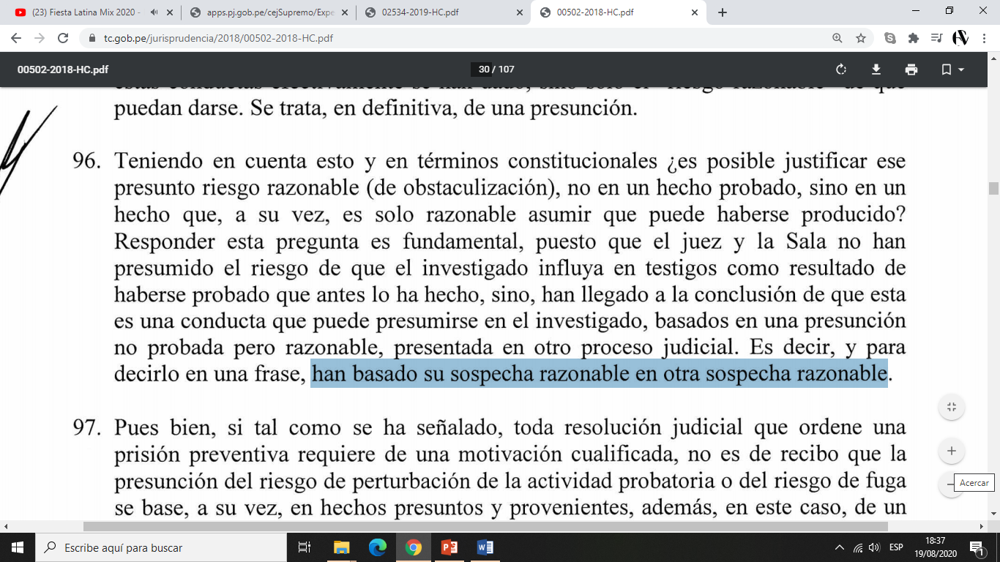 (23) Fiesta Latina Mix 2020 -
apps.pj.gob.pe/cejSupremo/Expe
02534-2019-HC.pdf
00502-2018-HC.pdf
tc.gob.pe/jurisprudencia/2018/00502-2018-HC.pdf
00502-2018-HC.pdf
30 / 107
puedan darse. Se trata, en definitiva, de una presunción.
96. Teniendo en cuenta esto y en términos constitucionales ¿es posible justificar ese
presunto riesgo razonable (de obstaculización), no en un hecho probado, sino en un
hecho que, a su vez, es solo razonable asumir que puede haberse producido?
Responder esta pregunta es fundamental, puesto que el juez y la Sala no han
presumido el riesgo de que el investigado influya en testigos como resultado de
haberse probado que antes lo ha hecho, sino, han llegado a la conclusión de que esta
es una conducta que puede presumirse en el investigado, basados en una presunción
no probada pero razonable, presentada en otro proceso judicial. Es decir, y para
decirlo en una frase, han basado su sospecha razonable en otra sospecha razonable.
97. Pues bien, si tal como se ha señalado, toda resolución judicial que ordene una
prisión preventiva requiere de una motivación cualificada, no es de recibo que la
presunción del riesgo de perturbación de la actividad probatoria o del riesgo de fuga
se base, a su vez, en hechos presuntos y provenientes, además, en este caso, de un
Acercar
Escribe aquí para buscar
ESP
18:37
19/08/2020
1